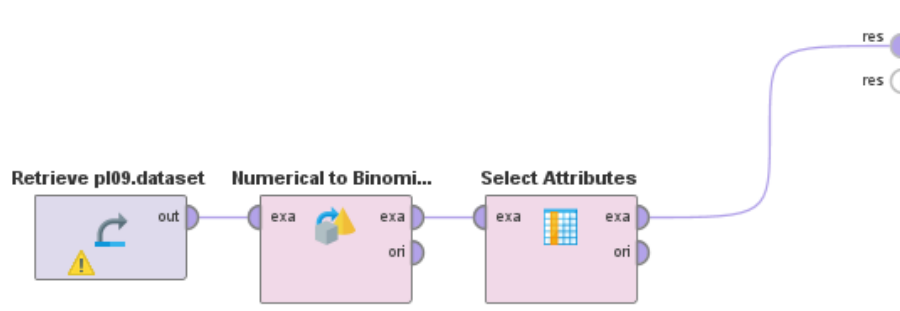 res
res
Retrieve pl09.dataset
Numerical to Binomi...
Select Attributes
out
exa
exa
exa
exa
ori
ori